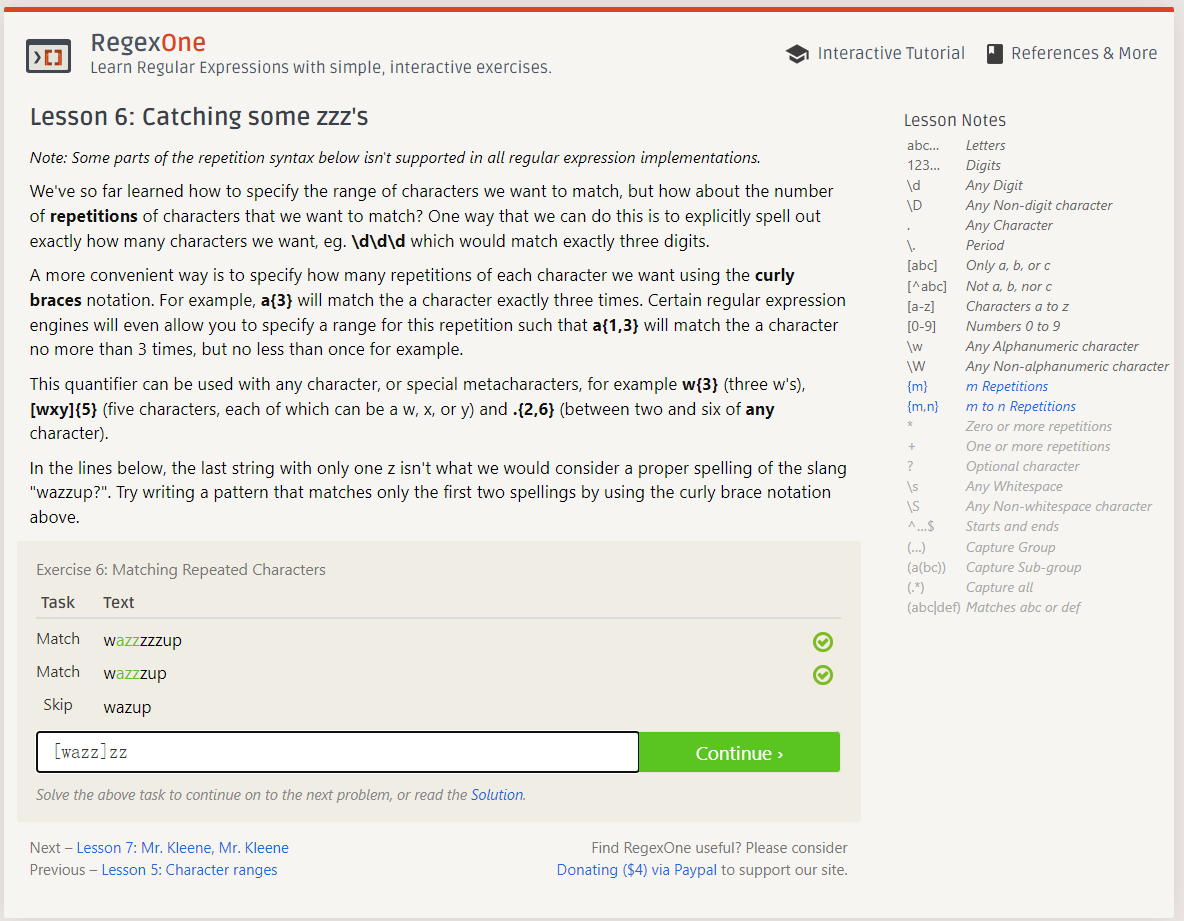 RegexOne
Learn Regular Expressions with simple, interactive exercises.
Interactive Tutorial
References & More
Lesson 6: Catching some zzz's
Note: Some parts of the repetition syntax below isn't supported in all regular expression implementations.
We've so far learned how to specify the range of characters we want to match, but how about the number
of repetitions of characters that we want to match? One way that we can do this is to explicitly spell out
exactly how many characters we want, eg. \d\d\d which would match exactly three digits.
A more convenient way is to specify how many repetitions of each character we want using the curly
braces notation. For example, a{3} will match the a character exactly three times. Certain regular expression
engines will even allow you to specify a range for this repetition such that a{1,3} will match the a character
no more than 3 times, but no less than once for example.
This quantifier can be used with any character, or special metacharacters, for example w{3} (three w's),
[wxy]{5} (five characters, each of which can be a w, x, or y) and .{2,6} (between two and six of any
character).
In the lines below, the last string with only one z isn't what we would consider a proper spelling of the slang
"wazzup?". Try writing a pattern that matches only the first two spellings by using the curly brace notation
above.
Exercise 6: Matching Repeated Characters
Task Text
Match wazzzzzup
Match wazzzup
Skip wazup
[wazz]zz
Continue ›
Solve the above task to continue on to the next problem, or read the Solution.
Next – Lesson 7: Mr. Kleene, Mr. Kleene
Previous – Lesson 5: Character ranges
Find RegexOne useful? Please consider
Donating ($4) via Paypal to support our site.
Lesson Notes
abc... Letters
123... Digits
\d Any Digit
\D Any Non-digit character
. Any Character
\. Period
[abc] Only a, b, or c
[^abc] Not a, b, nor c
[a-z] Characters a to z
[0-9] Numbers 0 to 9
\w Any Alphanumeric character
\W Any Non-alphanumeric character
{m} m Repetitions
{m,n} m to n Repetitions
* Zero or more repetitions
+ One or more repetitions
? Optional character
\s Any Whitespace
\S Any Non-whitespace character
^...$ Starts and ends
(...) Capture Group
(a(bc)) Capture Sub-group
(.*) Capture all
(abc|def) Matches abc or def